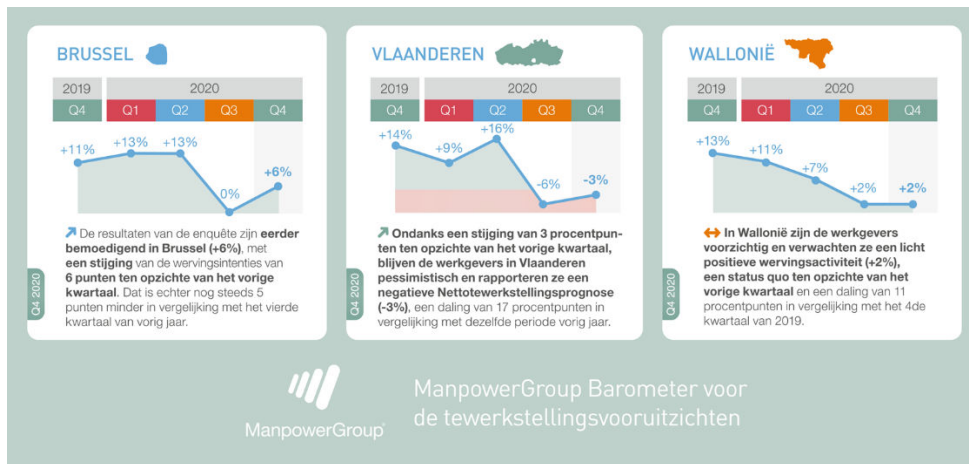 BRUSSEL
2019 2020
Q4 Q1 Q2 Q3 Q4
+11% +13% +13% 0% +6%
De resultaten van de enquête zijn eerder
bemoedigend in Brussel (+6%), met
een stijging van de wervingsintenties van
6 punten ten opzichte van het vorige
kwartaal. Dat is echter nog steeds 5
punten minder in vergelijking met het vierde
kwartaal van vorig jaar.
Q4 2020
VLAANDEREN
2019 2020
Q4 Q1 Q2 Q3 Q4
+14% +9% +16% -6% -3%
Ondanks een stijging van 3 procentpun-
ten ten opzichte van het vorige kwartaal,
blijven de werkgevers in Vlaanderen
pessimistisch en rapporteren ze een
negatieve Nettotewerkstellingsprognose
(-3%), een daling van 17 procentpunten in
vergelijking met dezelfde periode vorig jaar.
Q4 2020
WALLONIË
2019 2020
Q4 Q1 Q2 Q3 Q4
+13% +11% +7% +2% +2%
In Wallonië zijn de werkgevers
voorzichtig en verwachten ze een licht
positieve wervingsactiviteit (+2%),
een status quo ten opzichte van het
vorige kwartaal en een daling van 11
procentpunten in vergelijking met het 4de
kwartaal van 2019.
Q4 2020
ManpowerGroup®
ManpowerGroup Barometer voor
de tewerkstellingsvooruitzichten